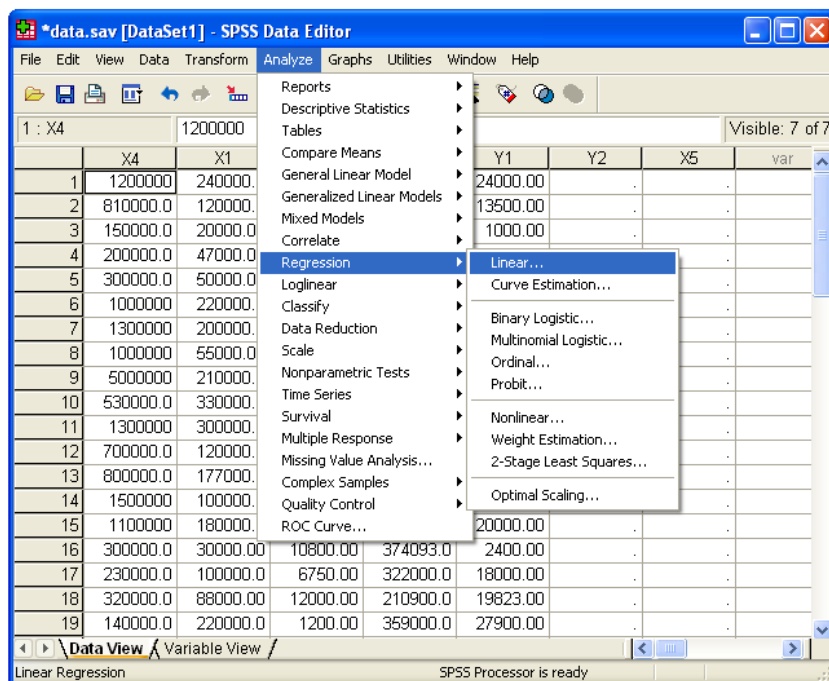 *data.sav [DataSet1] - SPSS Data Editor
File Edit View Data Transform Analyze Graphs Utilities Window Help
1 : X4 1200000 Visible: 7 of 7
X4 X1 Y1 Y2 X5 var
1 1200000 240000. 24000.00 . .
2 810000.0 120000. 13500.00 . .
3 150000.0 20000.0 1000.00 . .
4 200000.0 47000.0
5 300000.0 50000.0
6 1000000 220000.
7 1300000 200000.
8 1000000 55000.0
9 5000000 210000.
10 530000.0 330000.
11 1300000 300000.
12 700000.0 120000.
13 800000.0 177000.
14 1500000 100000.
15 1100000 180000. 20000.00 . .
16 300000.0 30000.00 10800.00 374093.0 2400.00 . .
17 230000.0 100000.0 6750.00 322000.0 18000.00 . .
18 320000.0 88000.00 12000.00 210900.0 19823.00 . .
19 140000.0 220000.0 1200.00 359000.0 27900.00 . .
Reports
Descriptive Statistics
Tables
Compare Means
General Linear Model
Generalized Linear Models
Mixed Models
Correlate
Regression
Loglinear
Classify
Data Reduction
Scale
Nonparametric Tests
Time Series
Survival
Multiple Response
Missing Value Analysis...
Complex Samples
Quality Control
ROC Curve...
Linear...
Curve Estimation...
Binary Logistic...
Multinomial Logistic...
Ordinal...
Probit...
Nonlinear...
Weight Estimation...
2-Stage Least Squares...
Optimal Scaling...
Data View Variable View
Linear Regression SPSS Processor is ready